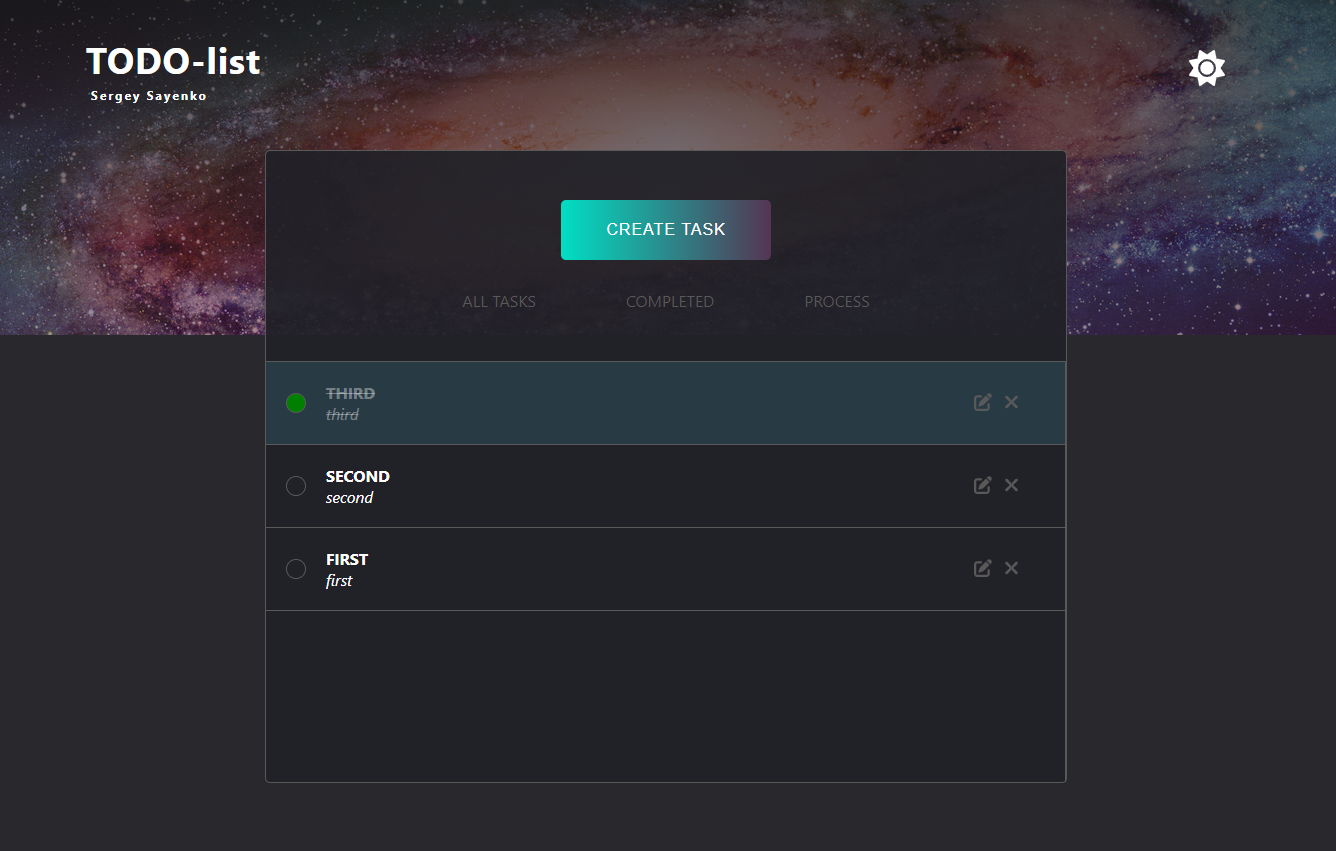 TODO-list
Sergey Sayenko
CREATE TASK
ALL TASKS COMPLETED PROCESS
THIRD
third
SECOND
second
FIRST
first